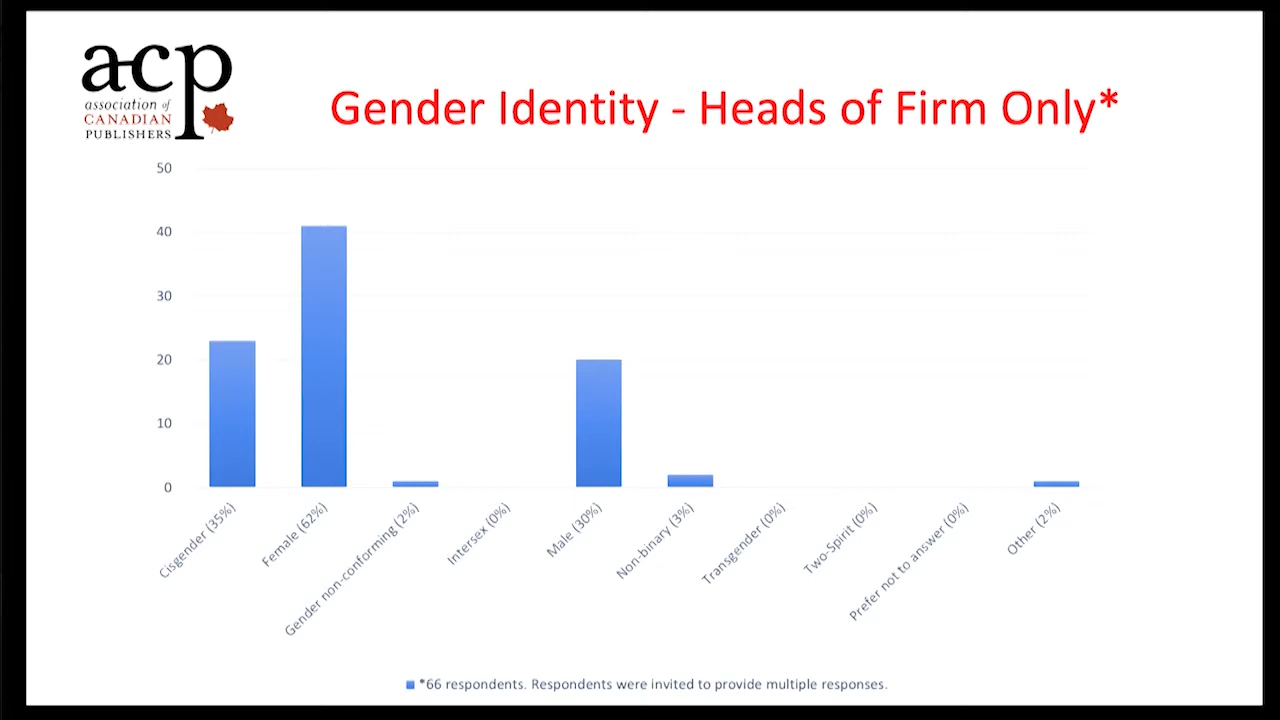 acp
association of
CANADIAN
PUBLISHERS
Gender Identity - Heads of Firm Only*
50
40
30
20
10
0
Cisgender (35%)
Female (62%)
Gender non-conforming (2%)
Intersex (0%)
Male (30%)
Non-binary (3%)
Transgender (0%)
Two-Spirit (0%)
Prefer not to answer (0%)
Other (2%)
*66 respondents. Respondents were invited to provide multiple responses.